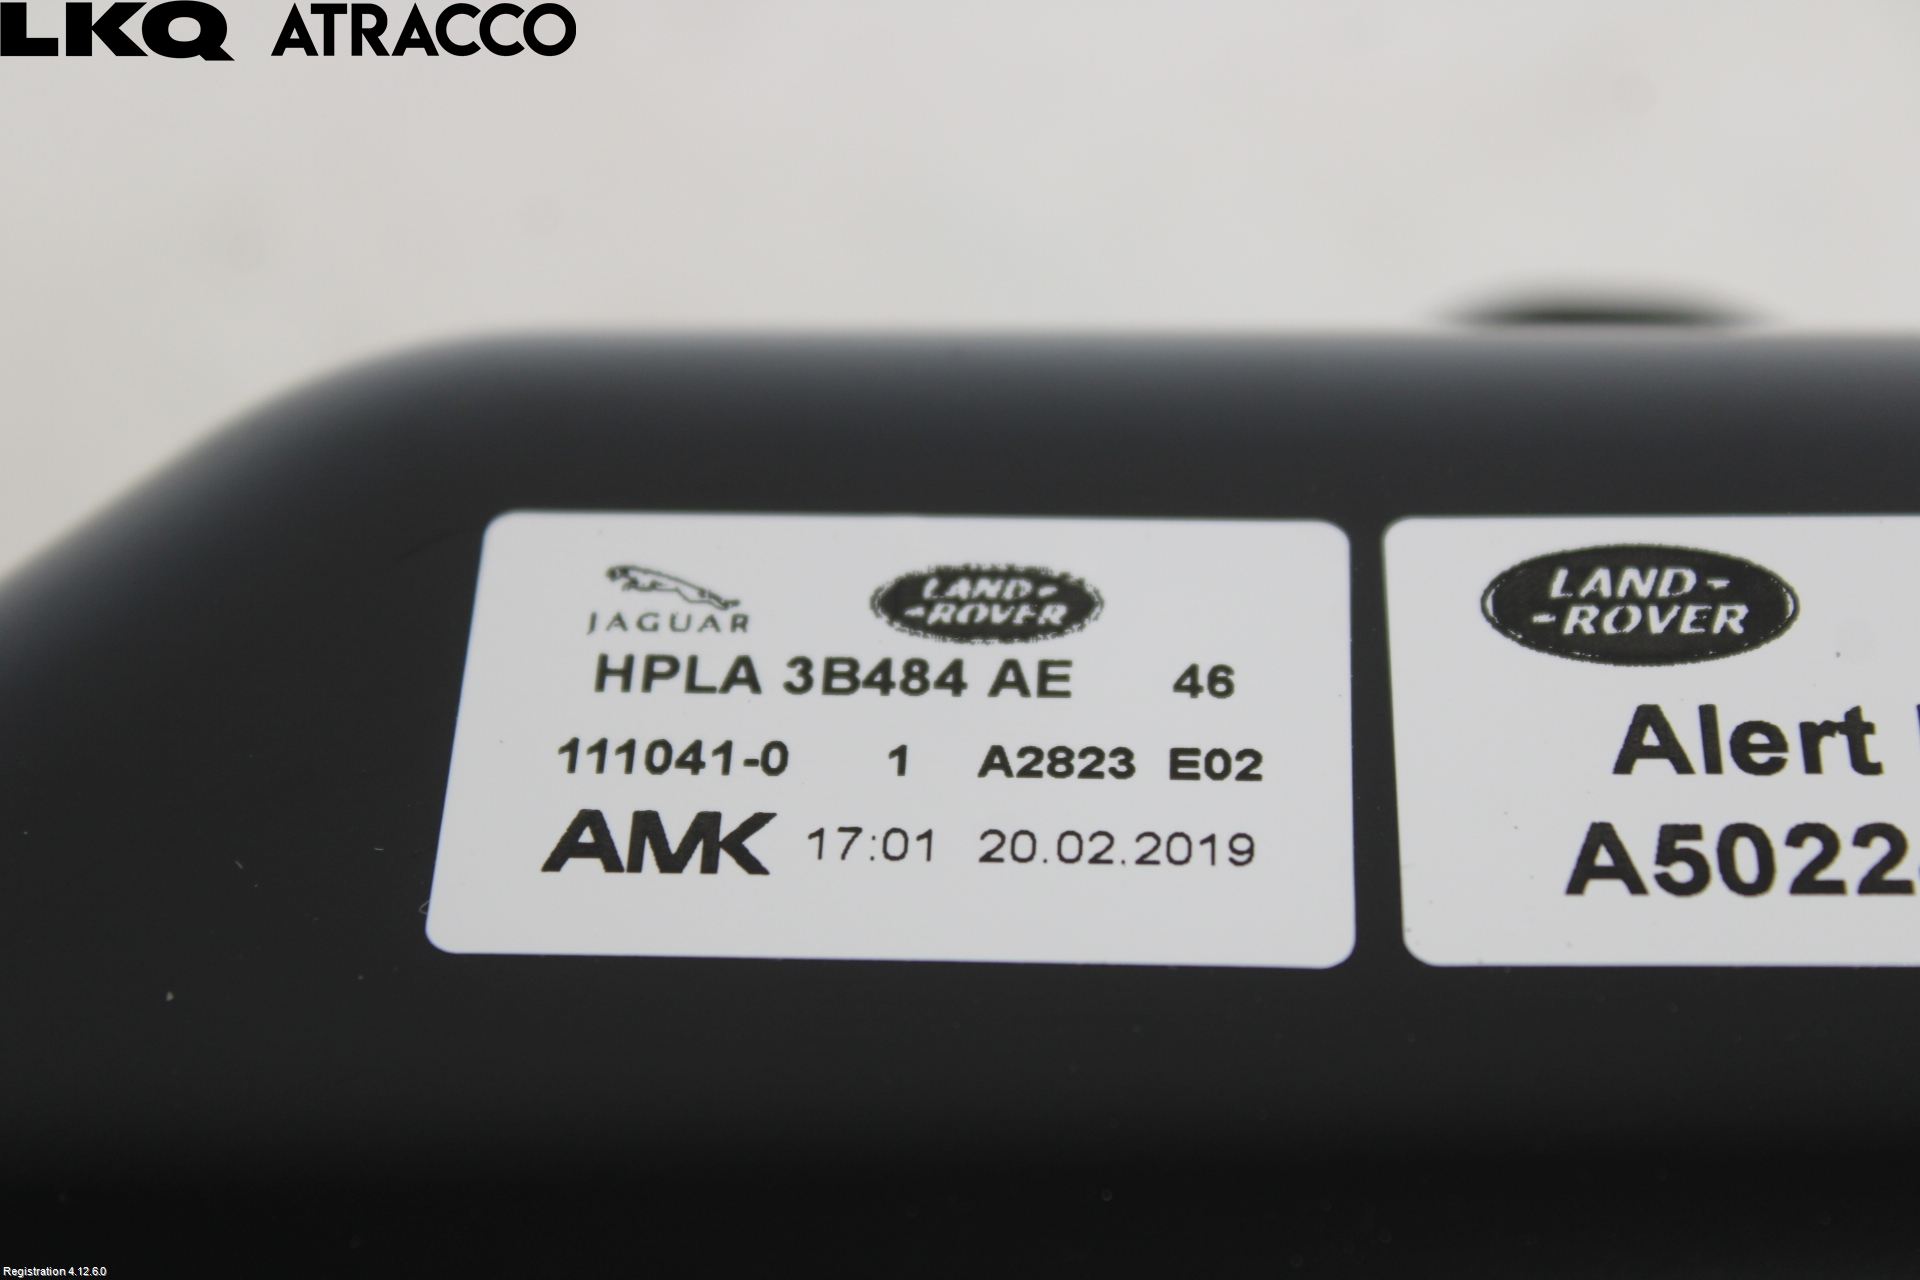 LKQ ATRACCO
JAGUAR
LAND-
-ROVER
HPLA 3B484 AE 46
111041-0 1 A2823 E02
AMK 17:01 20.02.2019
LAND-
-ROVER
Alert
A5022
Registration 4.12.6.0